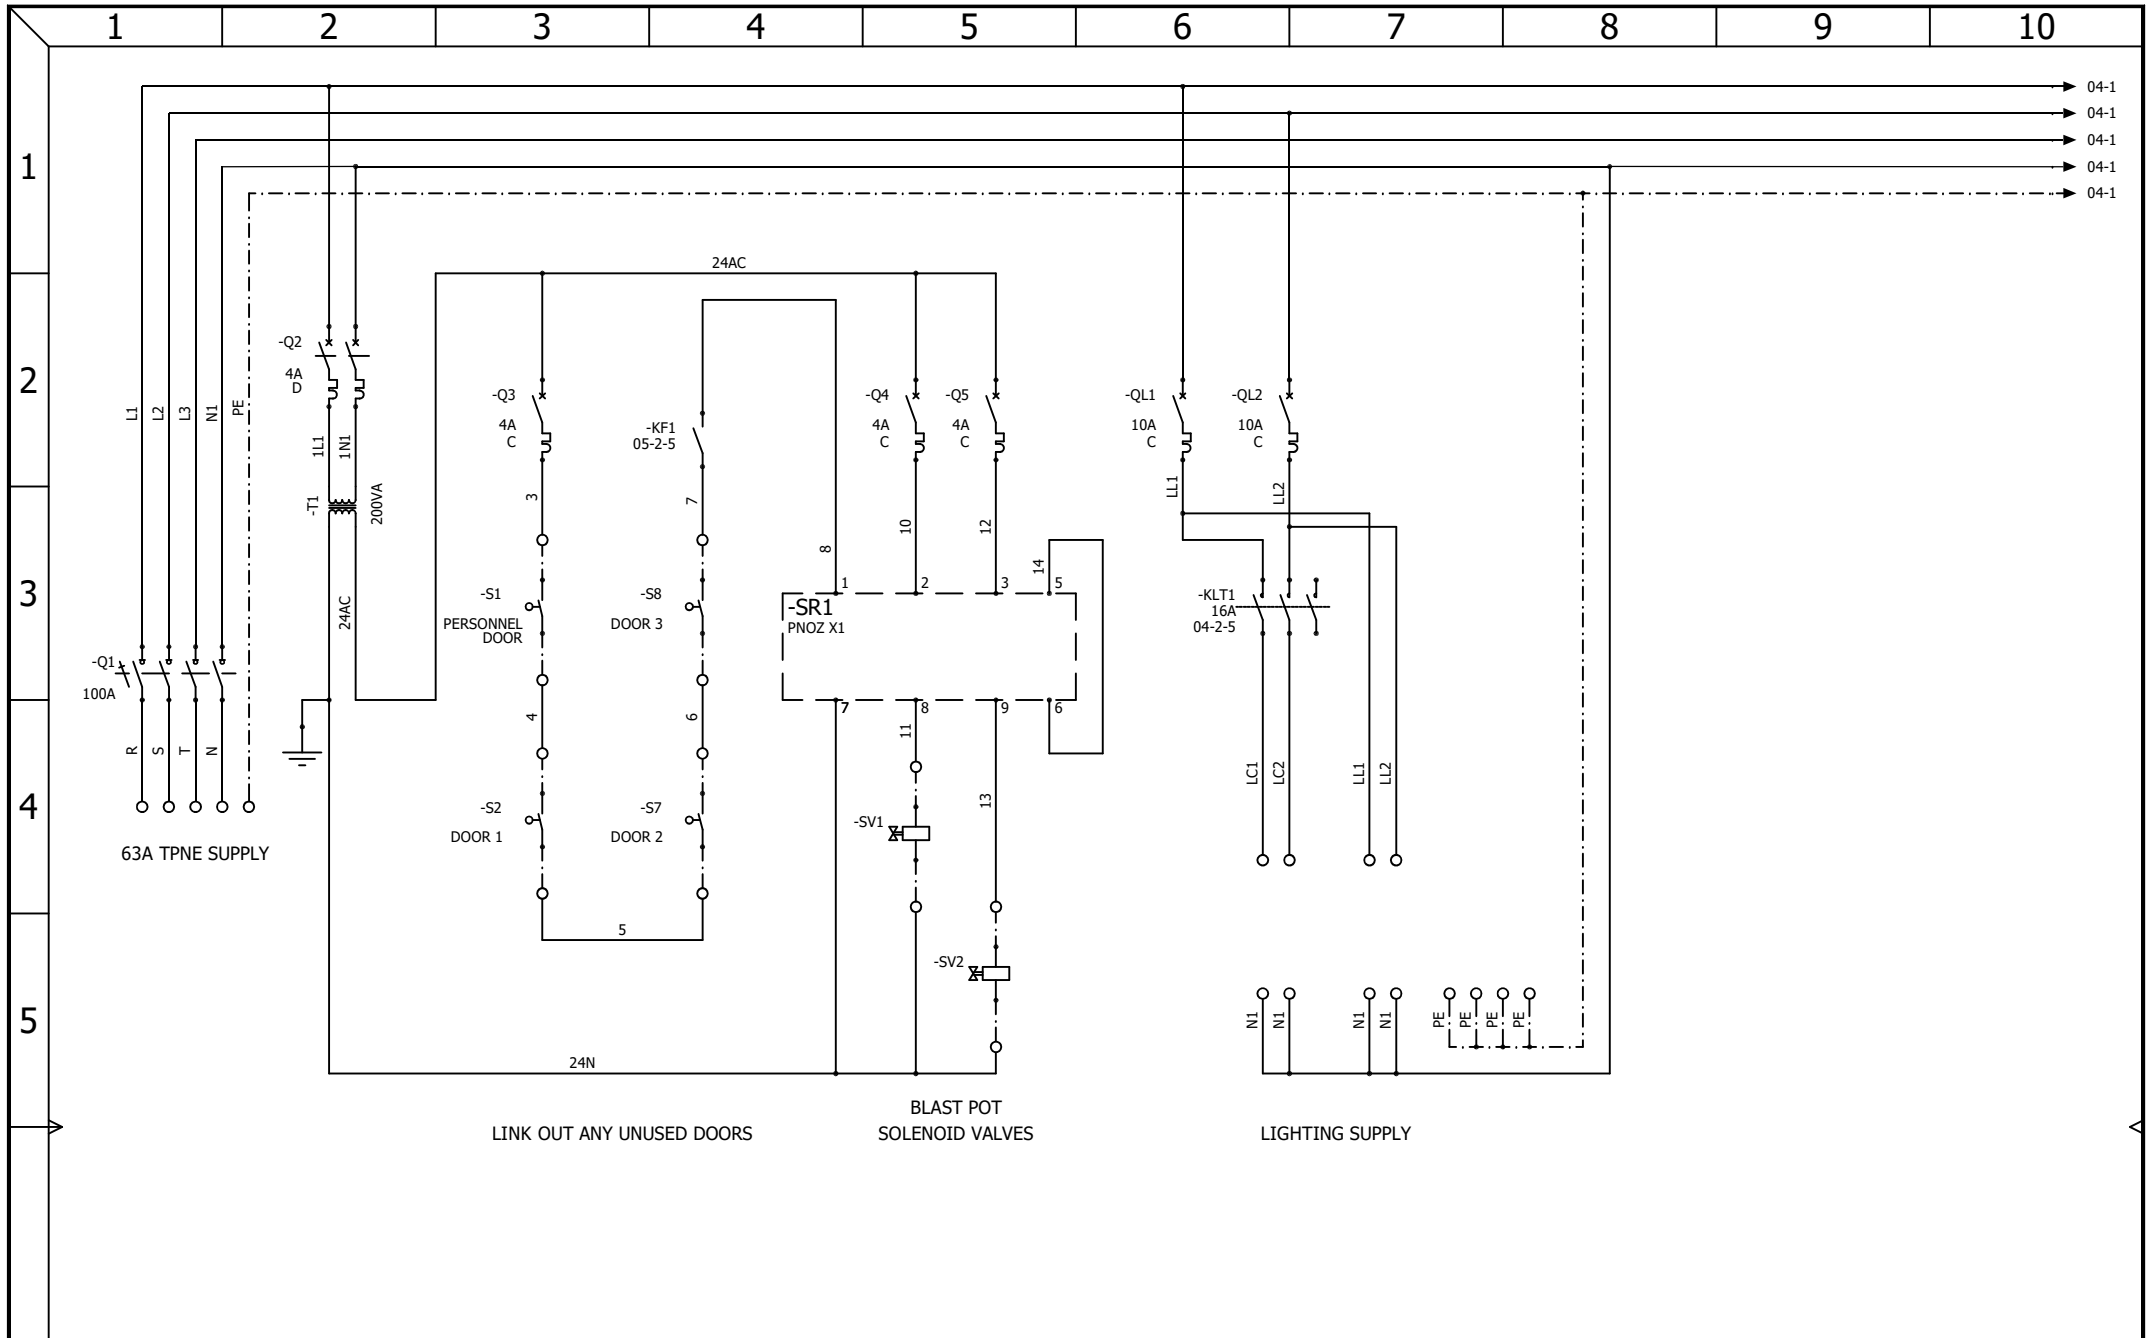 1 2 3 4 5 6 7 8 9 10
04-1
04-1
04-1
04-1
04-1
1
2
3
4
5
24AC
L1
L2
L3
N1
PE
-Q2
4A
D
1L1
1N1
-T1
200VA
24AC
-Q1
100A
R
S
T
N
63A TPNE SUPPLY
-Q3
4A
C
3
-S1
PERSONNEL
DOOR
4
-S2
DOOR 1
5
-KF1
05-2-5
7
-S8
DOOR 3
6
-S7
DOOR 2
8
-Q4
4A
C
10
-Q5
4A
C
12
14
1
2
3
5
-SR1
PNOZ X1
7
8
9
6
11
-SV1
13
-SV2
24N
-QL1
10A
C
LL1
-QL2
10A
C
LL2
-KLT1
16A
04-2-5
LC1
LC2
LL1
LL2
N1
N1
N1
N1
PE
PE
PE
PE
LINK OUT ANY UNUSED DOORS
BLAST POT
SOLENOID VALVES
LIGHTING SUPPLY